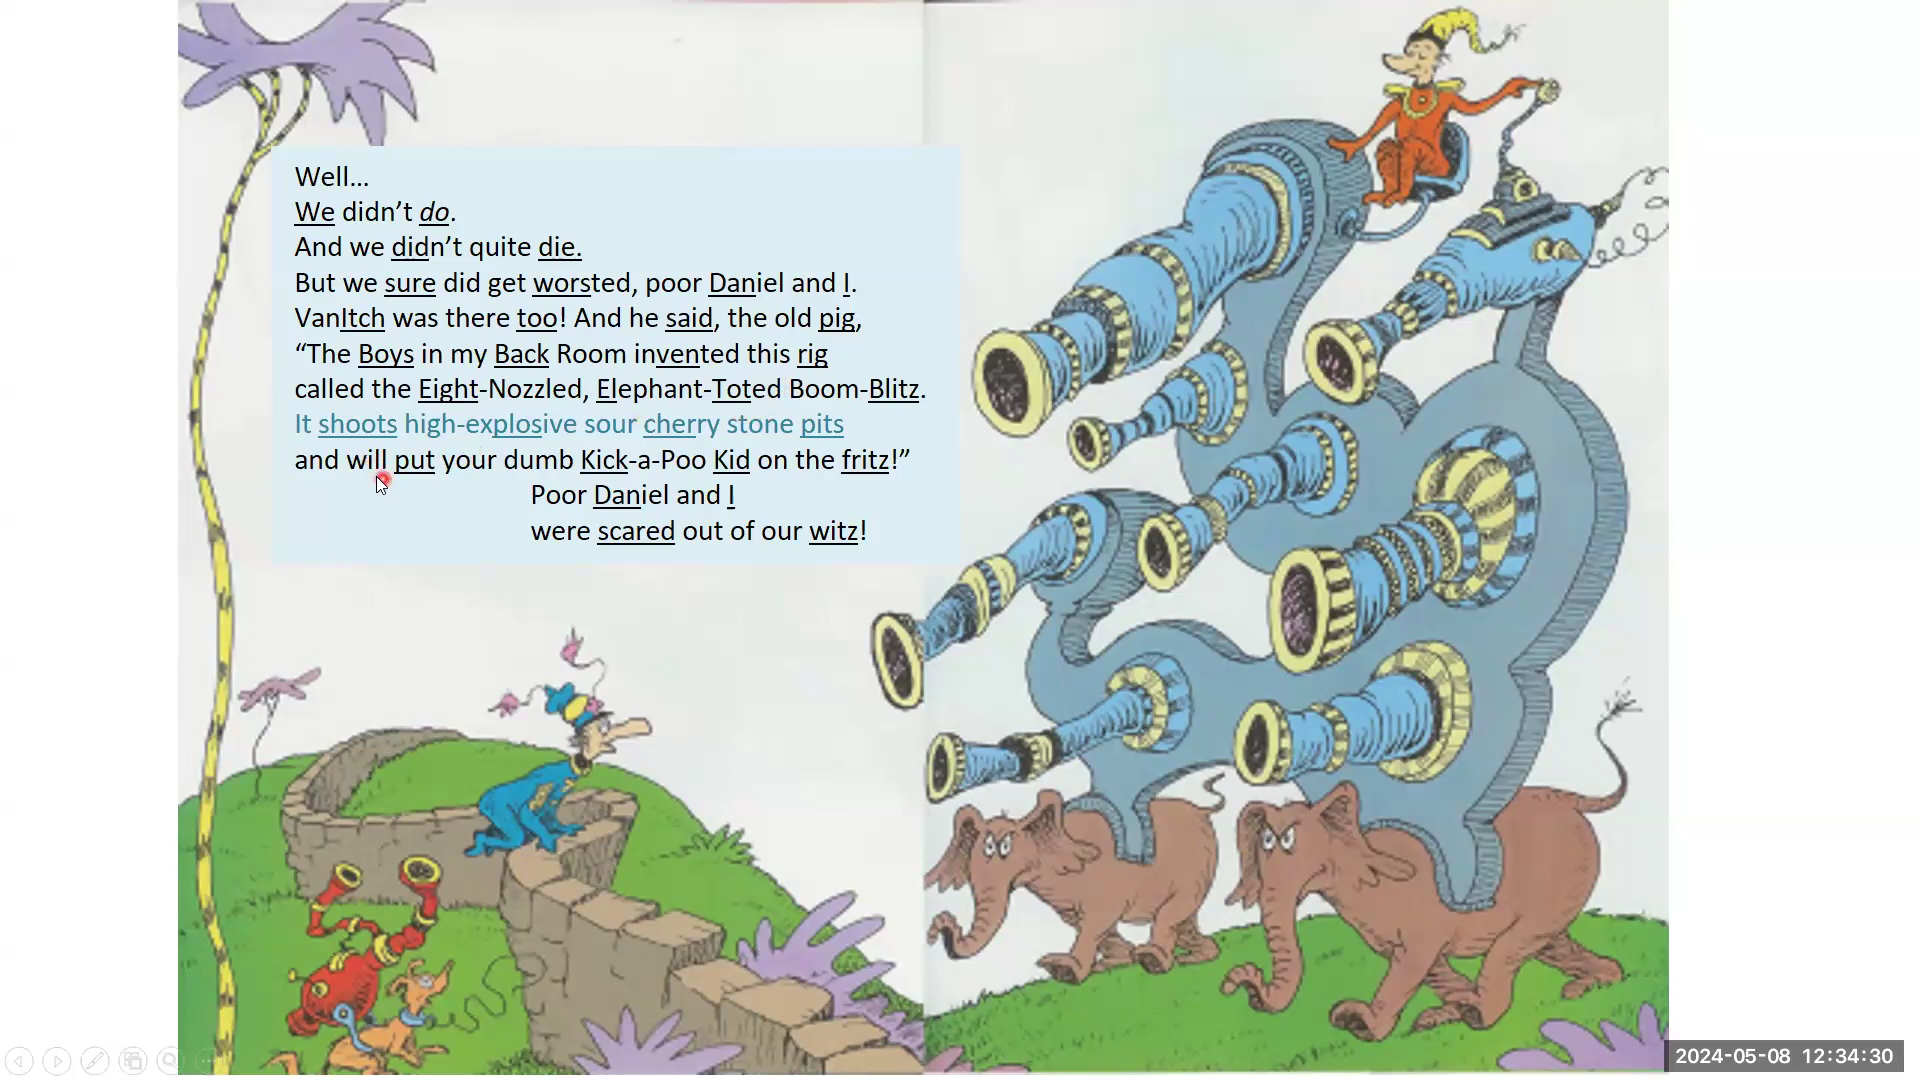 Well…
We didn’t do.
And we didn’t quite die.
But we sure did get worsted, poor Daniel and I.
VanItch was there too! And he said, the old pig,
“The Boys in my Back Room invented this rig
called the Eight-Nozzled, Elephant-Toted Boom-Blitz.
It shoots high-explosive sour cherry stone pits
and will put your dumb Kick-a-Poo Kid on the fritz!”
Poor Daniel and I
were scared out of our witz!
2024-05-08 12:34:30